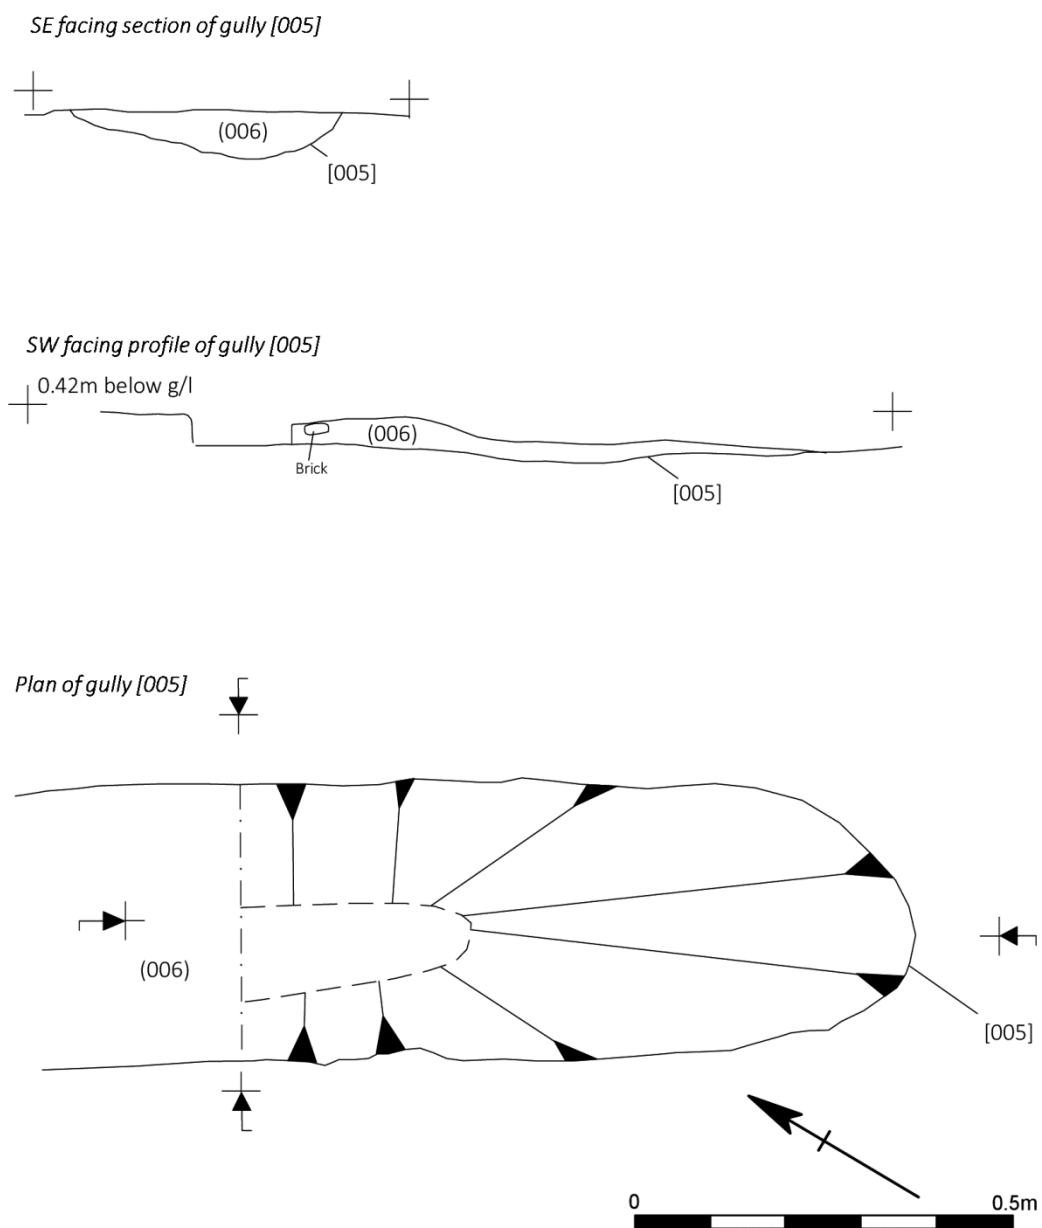 SE facing section of gully [005]
(006)
[005]
SW facing profile of gully [005]
0.42m below g/l
(006)
Brick
[005]
Plan of gully [005]
(006)
[005]
0 0.5m